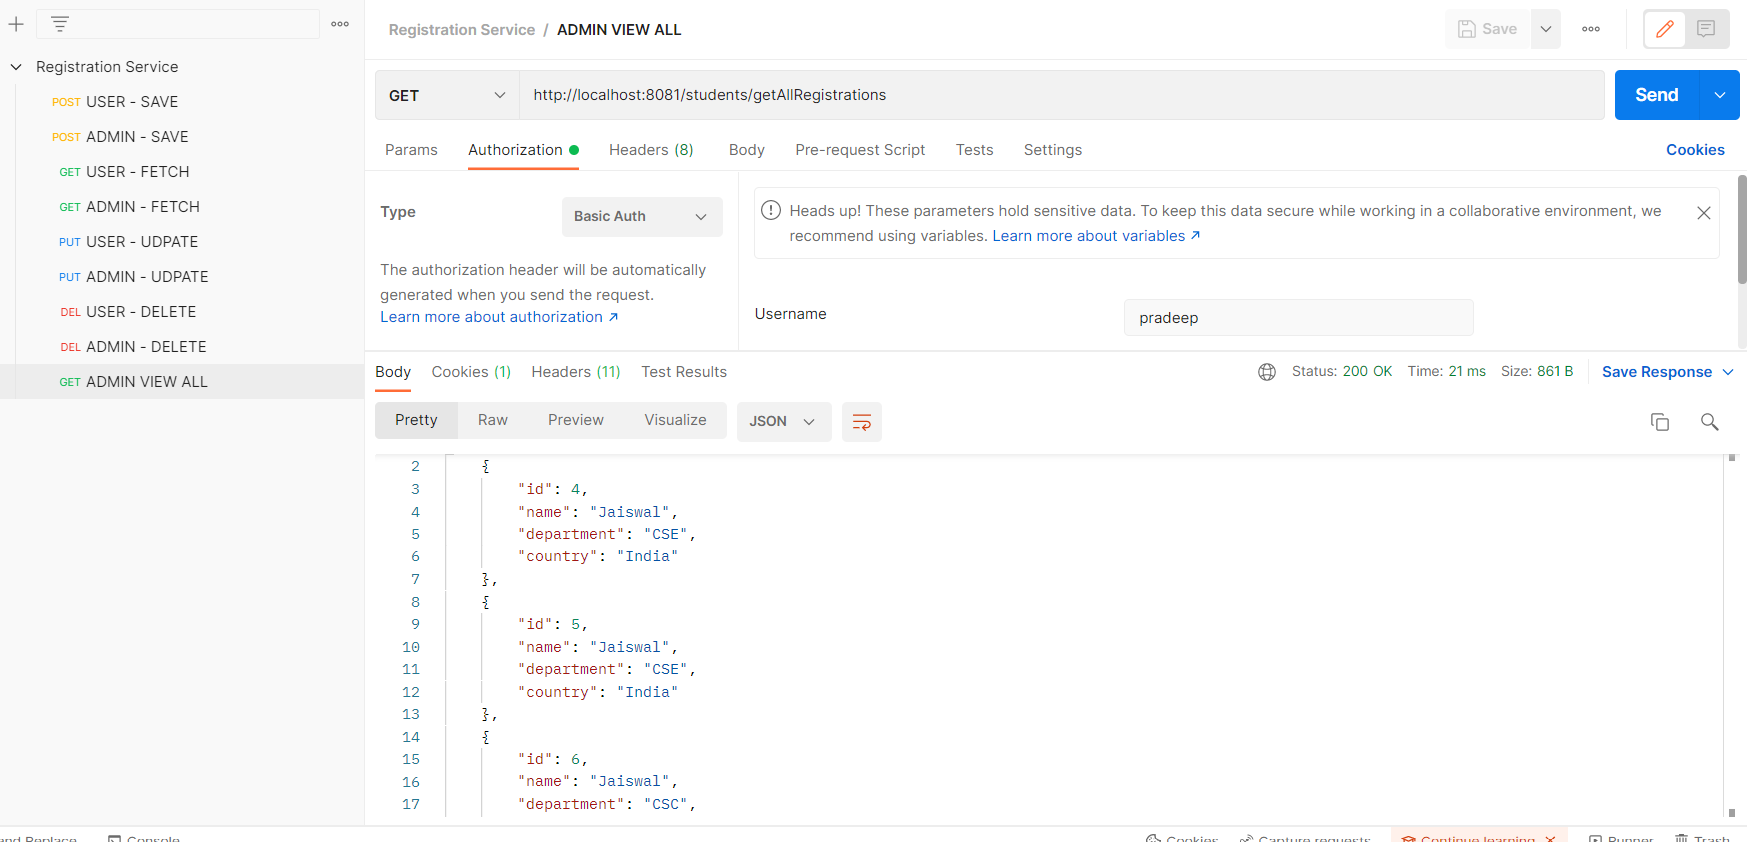 Registration Service
POST USER - SAVE
POST ADMIN - SAVE
GET USER - FETCH
GET ADMIN - FETCH
PUT USER - UDPATE
PUT ADMIN - UDPATE
DEL USER - DELETE
DEL ADMIN - DELETE
GET ADMIN VIEW ALL
Registration Service / ADMIN VIEW ALL
Save
GET http://localhost:8081/students/getAllRegistrations Send
Params Authorization Headers (8) Body Pre-request Script Tests Settings Cookies
Type Basic Auth
The authorization header will be automatically
generated when you send the request.
Learn more about authorization ↗
Heads up! These parameters hold sensitive data. To keep this data secure while working in a collaborative environment, we
recommend using variables. Learn more about variables ↗
Username pradeep
Body Cookies (1) Headers (11) Test Results Status: 200 OK Time: 21 ms Size: 861 B Save Response
Pretty Raw Preview Visualize JSON
2 {
3 "id": 4,
4 "name": "Jaiswal",
5 "department": "CSE",
6 "country": "India"
7 },
8 {
9 "id": 5,
10 "name": "Jaiswal",
11 "department": "CSE",
12 "country": "India"
13 },
14 {
15 "id": 6,
16 "name": "Jaiswal",
17 "department": "CSC",
and Replace Console Cookies Capture requests Continue learning Runner Trash